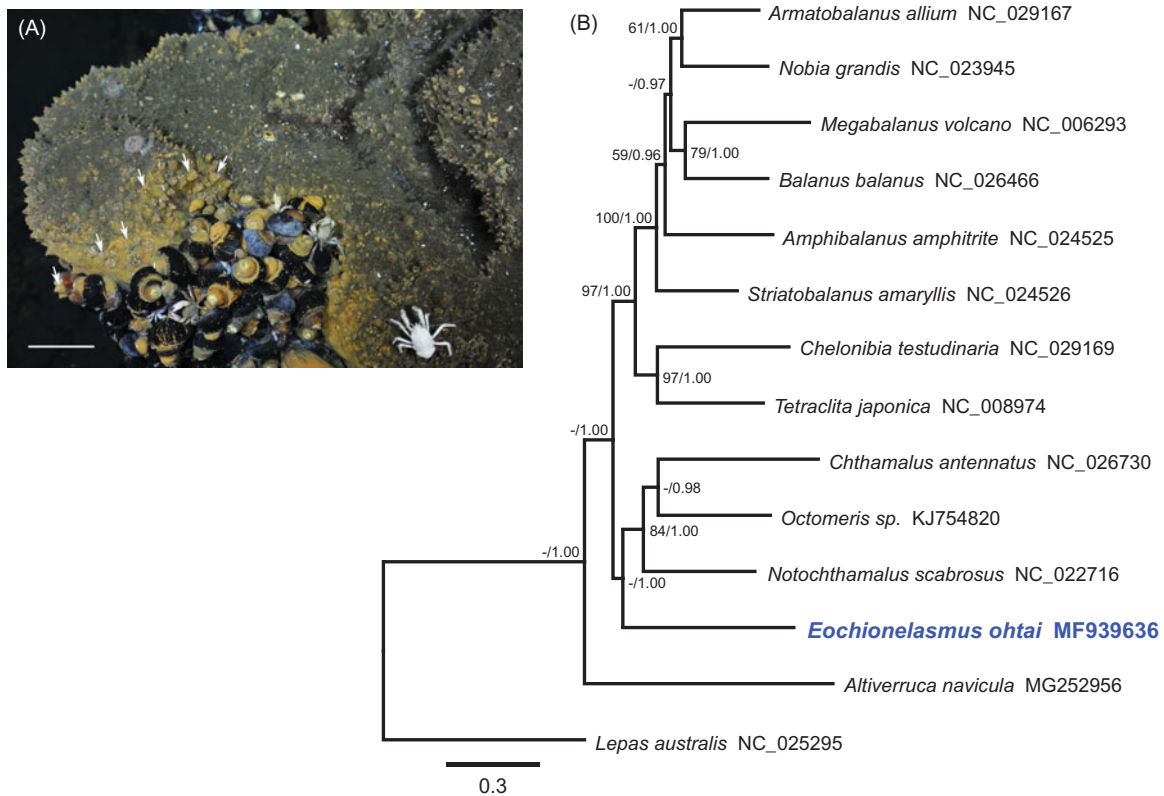 (A)
(B)
61/1.00
Armatobalanus allium NC_029167
Nobia grandis NC_023945
-/0.97
Megabalanus volcano NC_006293
79/1.00
Balanus balanus NC_026466
59/0.96
Amphibalanus amphitrite NC_024525
100/1.00
Striatobalanus amaryllis NC_024526
97/1.00
Chelonibia testudinaria NC_029169
97/1.00
Tetraclita japonica NC_008974
-/1.00
Chthamalus antennatus NC_026730
-/0.98
Octomeris sp. KJ754820
84/1.00
Notochthamalus scabrosus NC_022716
-/1.00
Eochionelasmus ohtai MF939636
-/1.00
Altiverruca navicula MG252956
Lepas australis NC_025295
0.3